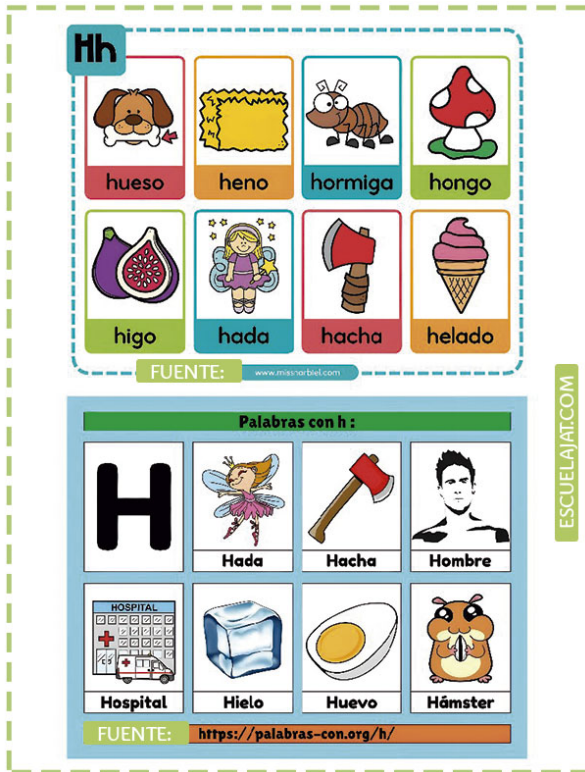 Hh
hueso heno hormiga hongo
higo hada hacha helado
FUENTE: www.missnorbiel.com
Palabras con h :
H
Hada Hacha Hombre
HOSPITAL
Hospital Hielo Huevo Hámster
FUENTE: https://palabras-con.org/h/
ESCUELAJAT.COM